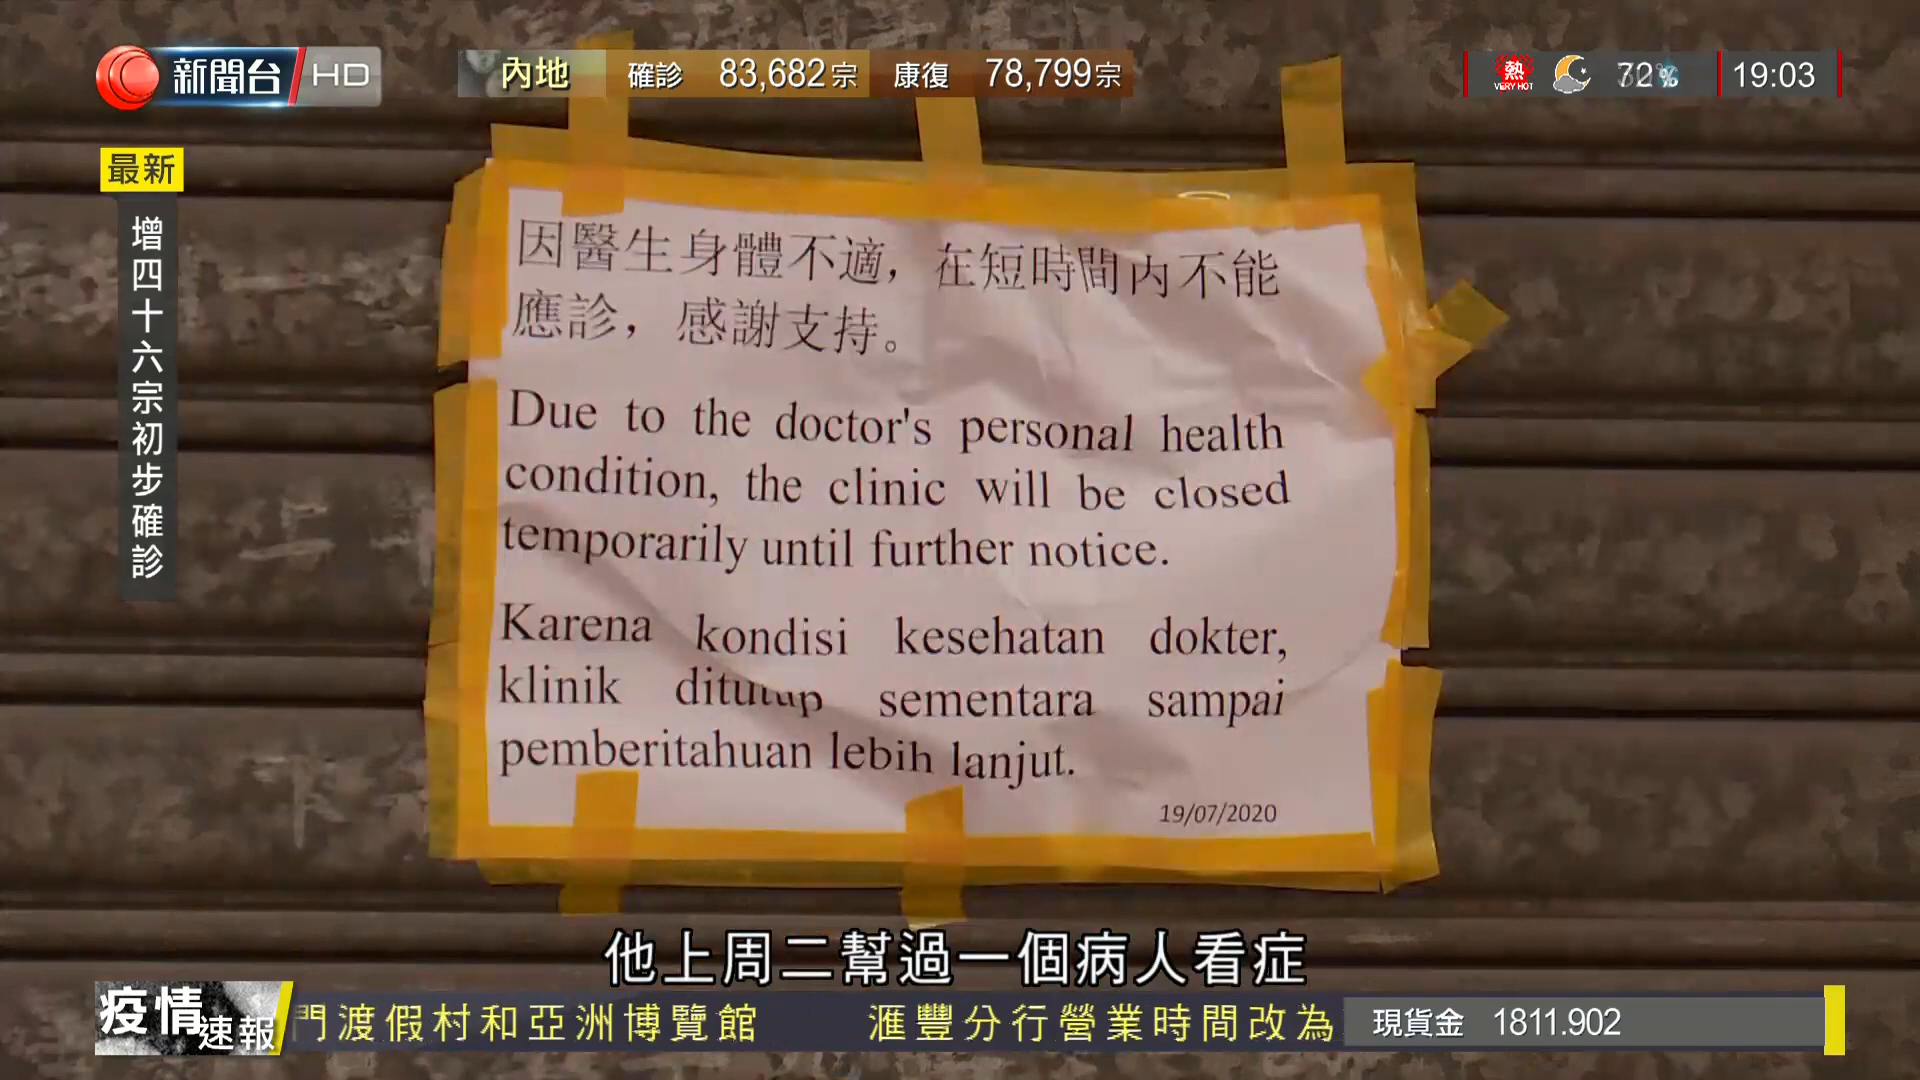 新聞台 HD
內地 確診 83,682宗 康復 78,799宗
熱 VERY HOT 72% 19:03
最新
增四十六宗初步確診
因醫生身體不適，在短時間內不能
應診，感謝支持。
Due to the doctor's personal health
condition, the clinic will be closed
temporarily until further notice.
Karena kondisi kesehatan dokter,
klinik ditutup sementara sampai
pemberitahuan lebih lanjut.
19/07/2020
他上周二幫過一個病人看症
疫情速報 門渡假村和亞洲博覽館 滙豐分行營業時間改為 現貨金 1811.902